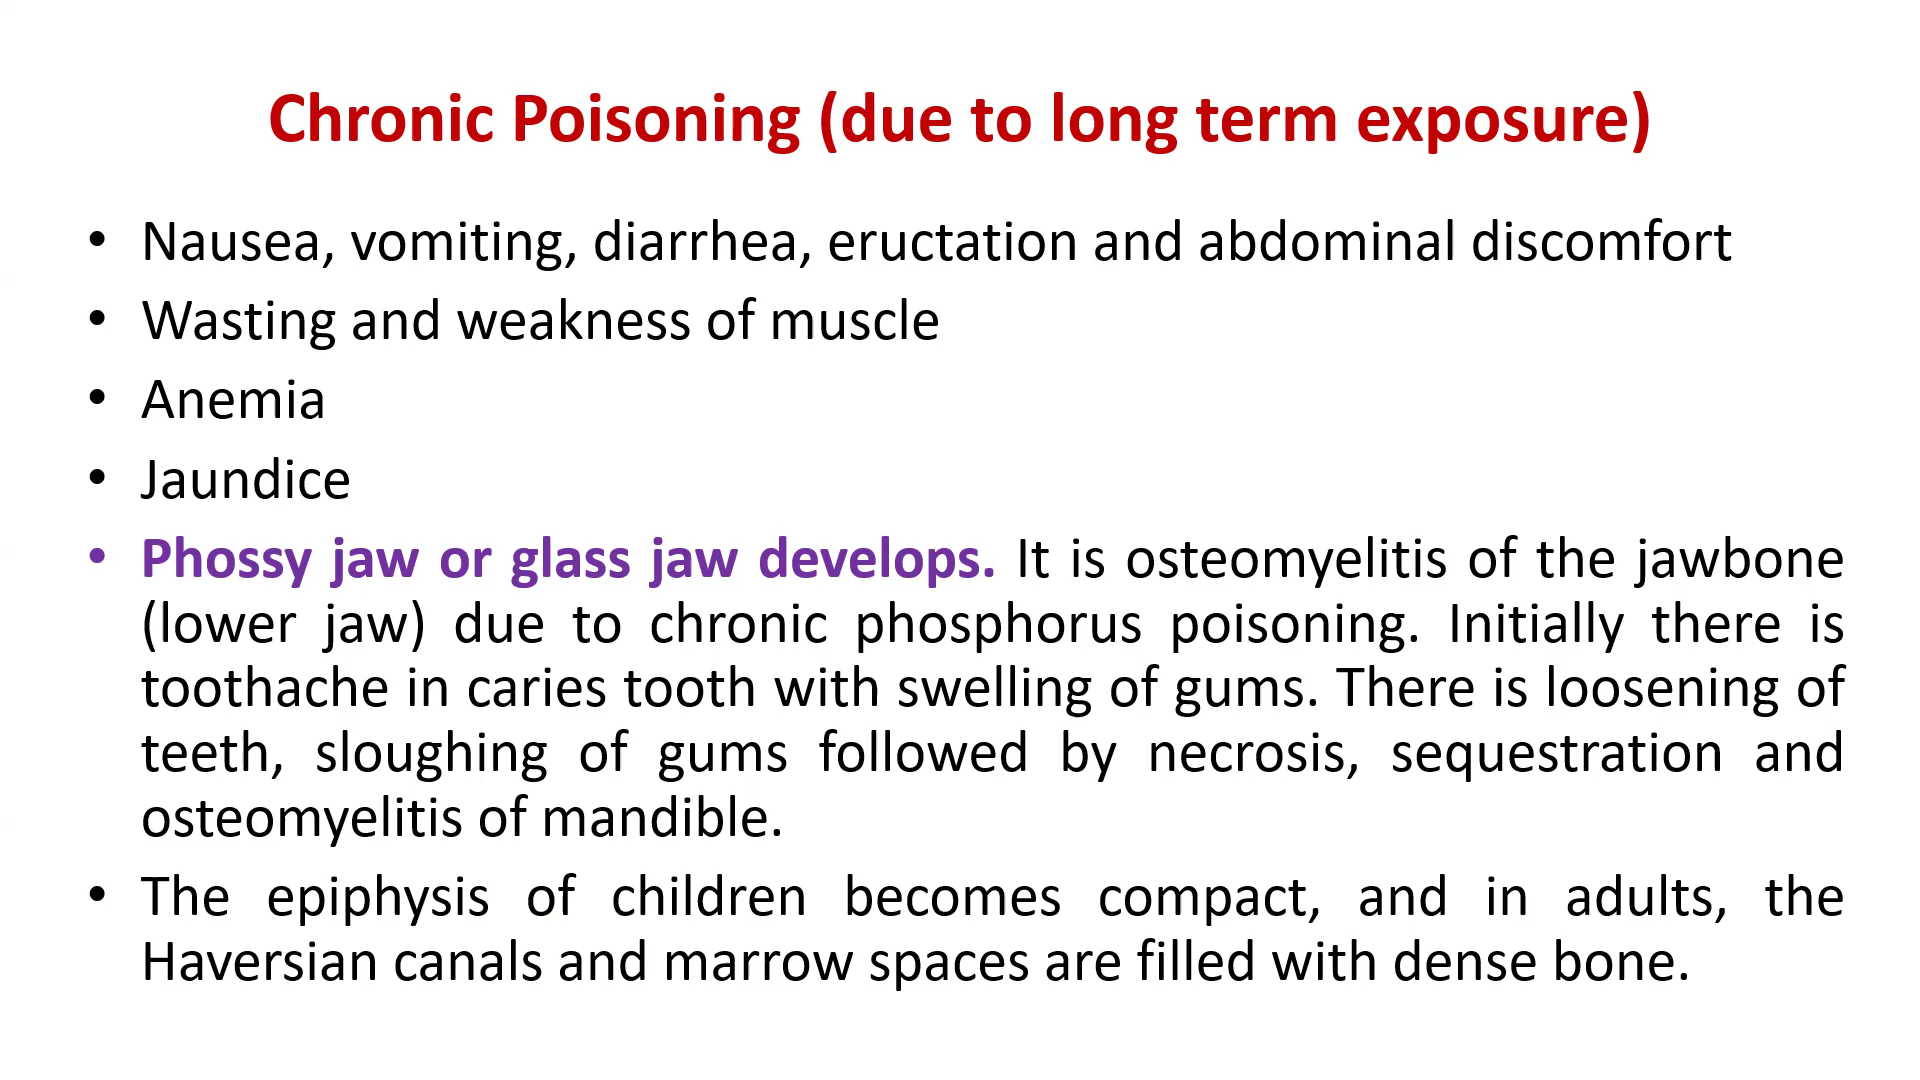 Chronic Poisoning (due to long term exposure)
• Nausea, vomiting, diarrhea, eructation and abdominal discomfort
• Wasting and weakness of muscle
• Anemia
• Jaundice
• Phossy jaw or glass jaw develops. It is osteomyelitis of the jawbone
(lower jaw) due to chronic phosphorus poisoning. Initially there is
toothache in caries tooth with swelling of gums. There is loosening of
teeth, sloughing of gums followed by necrosis, sequestration and
osteomyelitis of mandible.
• The epiphysis of children becomes compact, and in adults, the
Haversian canals and marrow spaces are filled with dense bone.